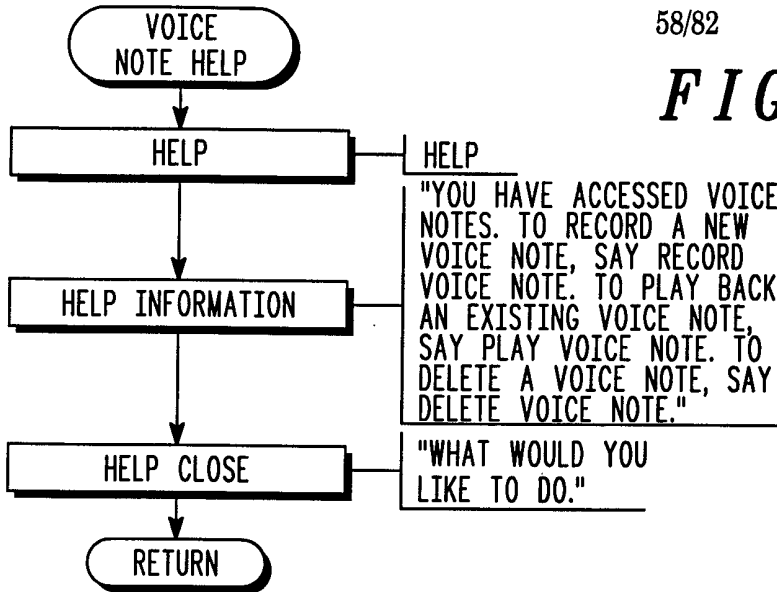 VOICE
NOTE HELP
58/82
FIG
HELP
HELP
"YOU HAVE ACCESSED VOICE
NOTES. TO RECORD A NEW
VOICE NOTE, SAY RECORD
VOICE NOTE. TO PLAY BACK
AN EXISTING VOICE NOTE,
SAY PLAY VOICE NOTE. TO
DELETE A VOICE NOTE, SAY
DELETE VOICE NOTE."
HELP INFORMATION
HELP CLOSE
"WHAT WOULD YOU
LIKE TO DO."
RETURN